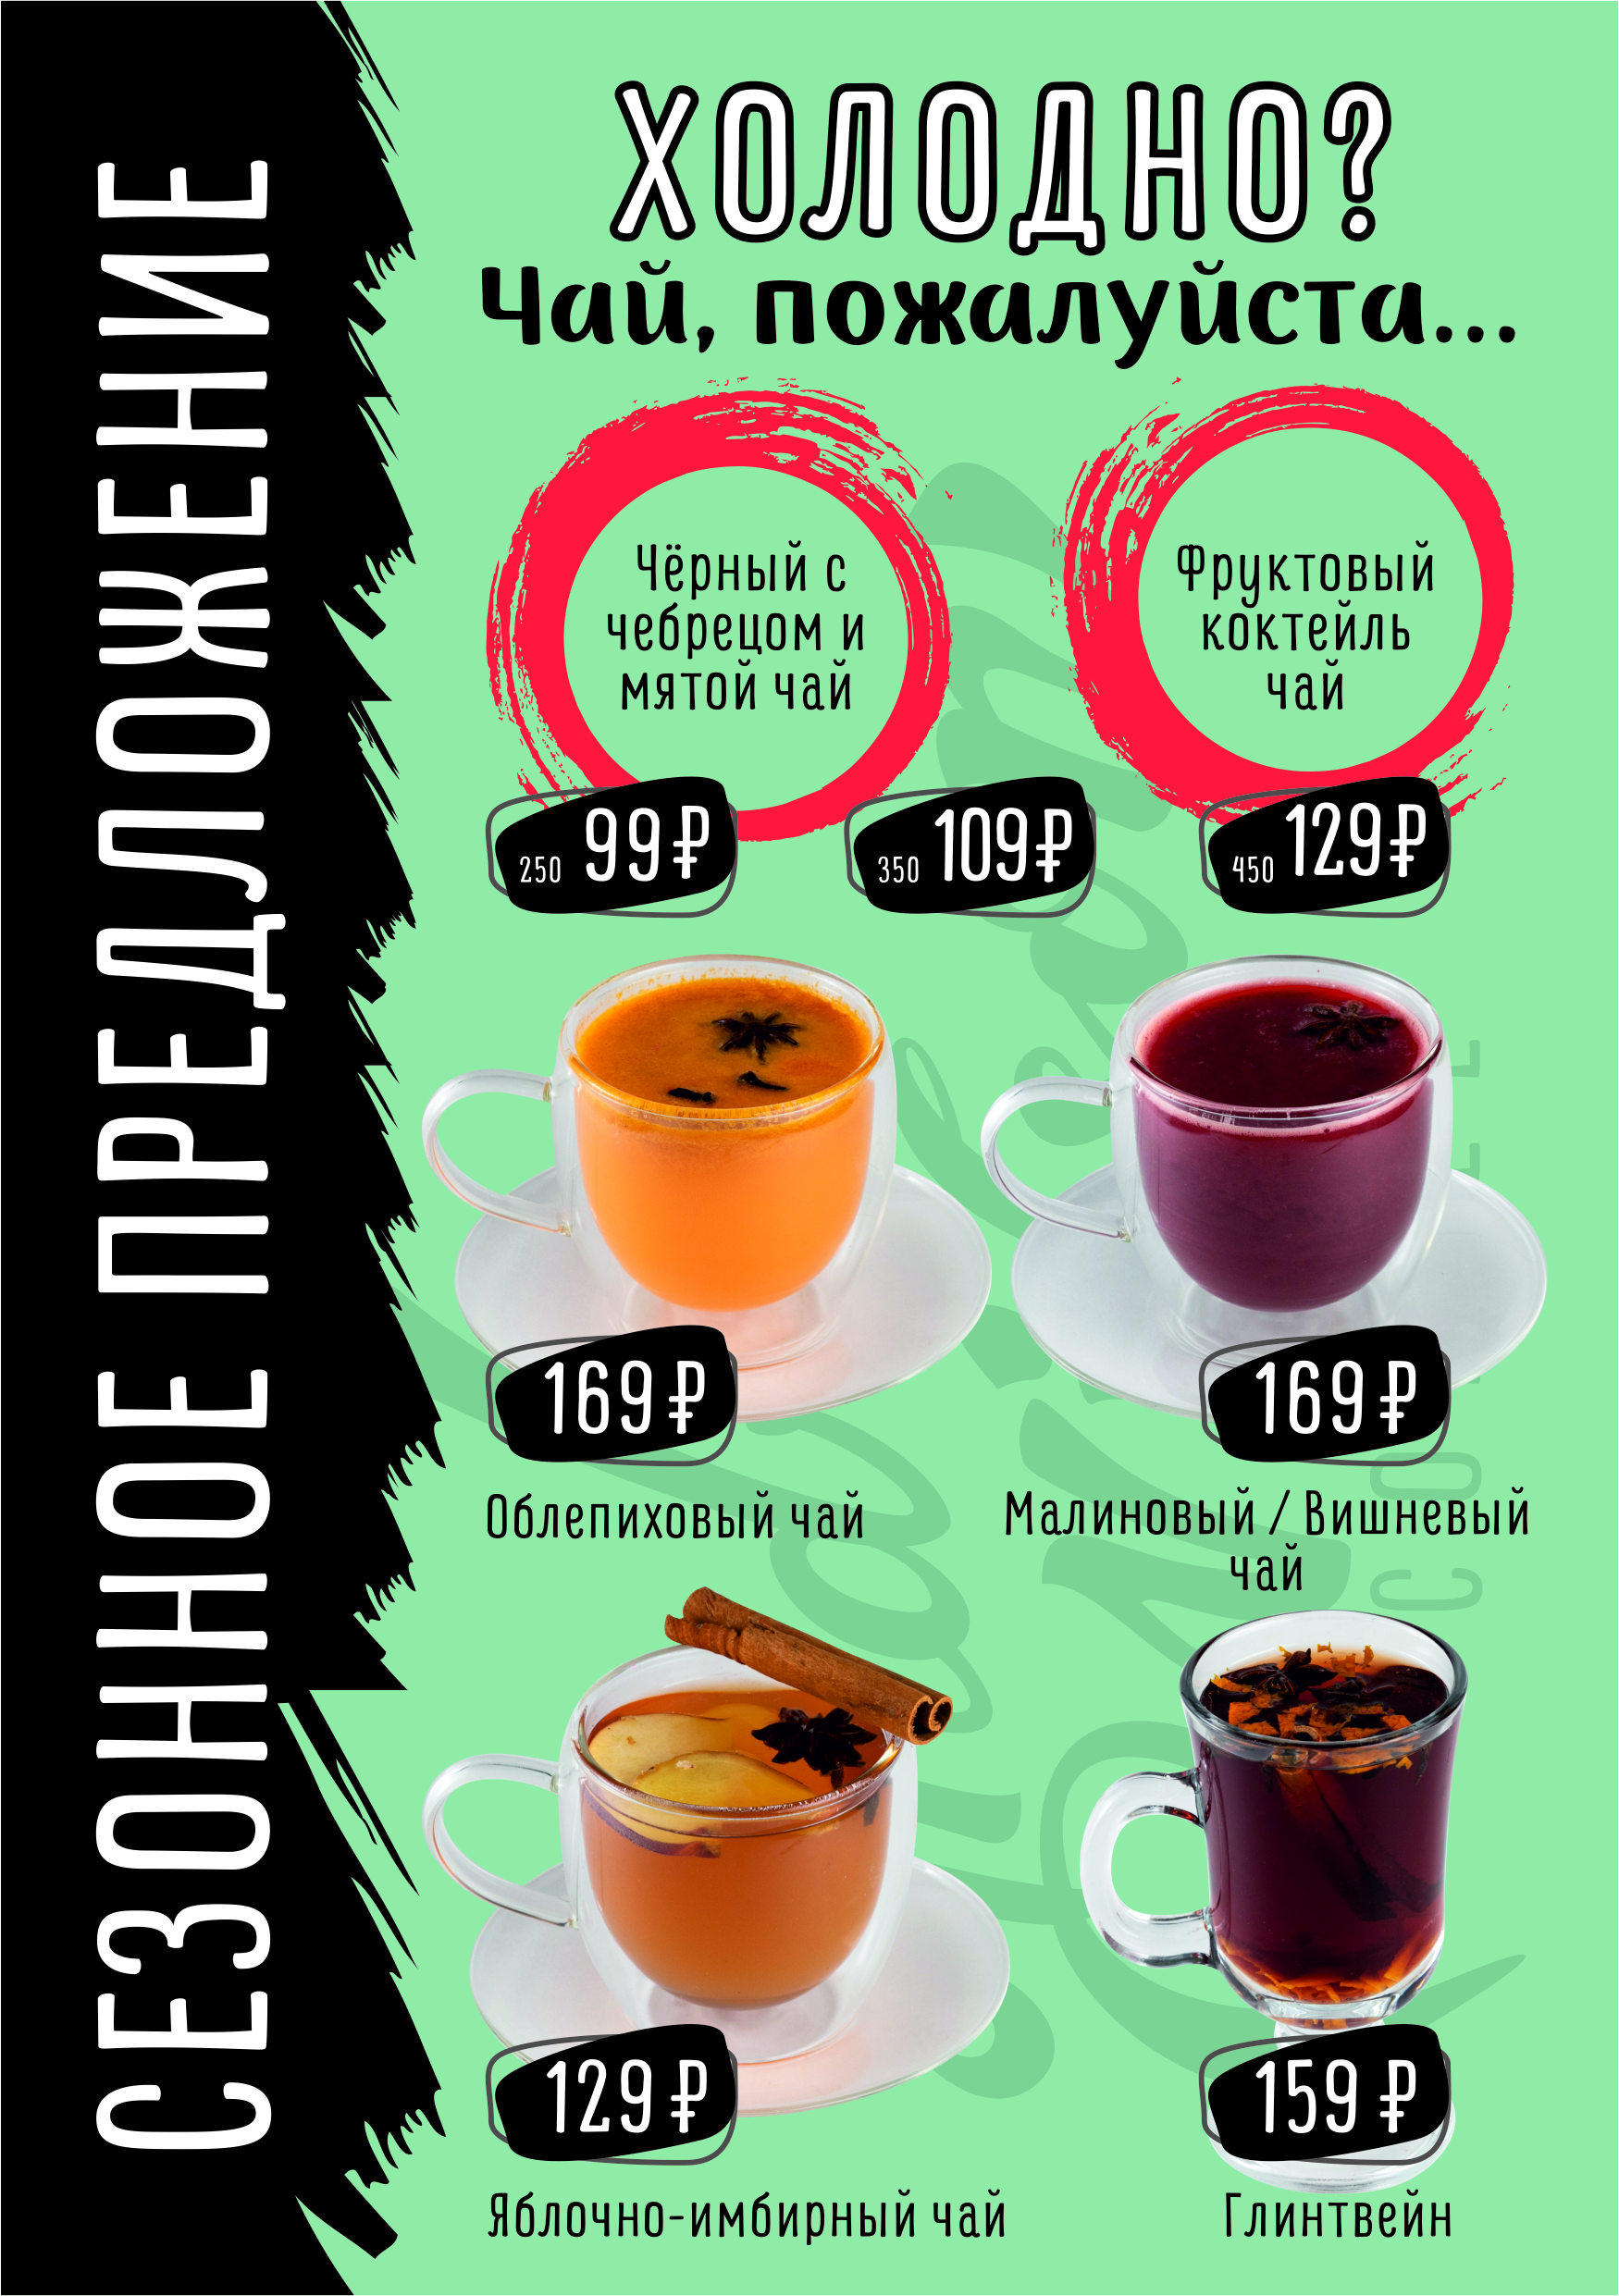 СЕЗОННОЕ ПРЕДЛОЖЕНИЕ
ХОЛОДНО?
Чай, пожалуйста...
Чёрный с
чебрецом и
мятой чай
Фруктовый
коктейль
чай
250 99₽
350 109₽
450 129₽
169 ₽
169 ₽
Облепиховый чай
Малиновый / Вишневый
чай
129 ₽
159 ₽
Яблочно-имбирный чай
Глинтвейн